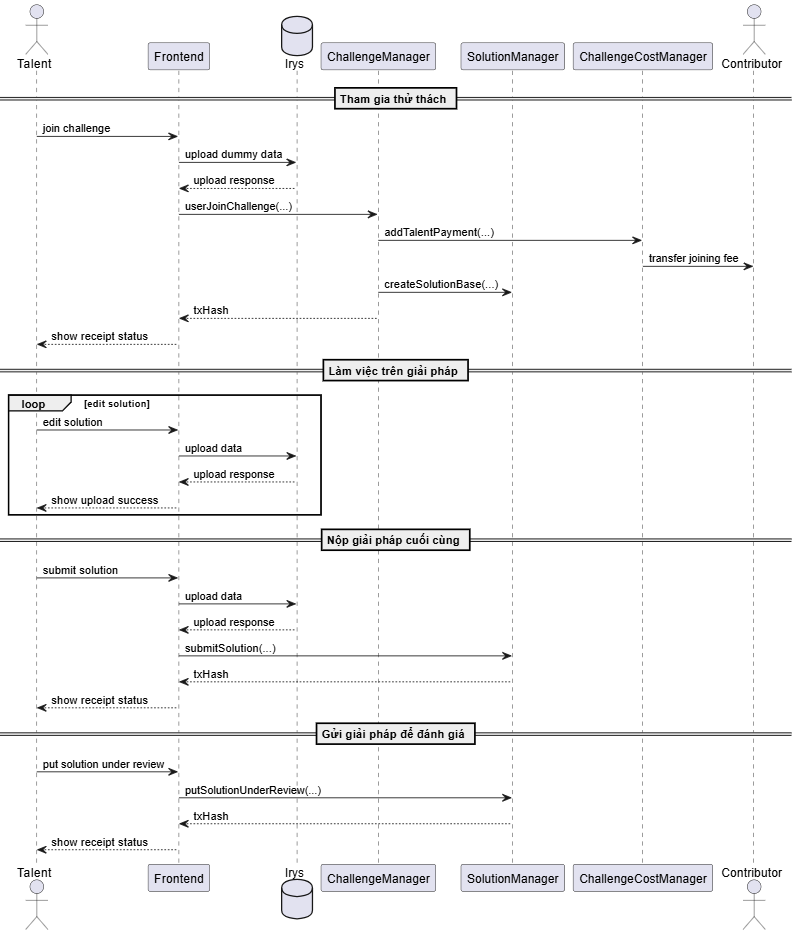 Talent
Frontend
Irys
ChallengeManager
SolutionManager
ChallengeCostManager
Contributor
Tham gia thử thách
join challenge
upload dummy data
upload response
userJoinChallenge(...)
addTalentPayment(...)
transfer joining fee
createSolutionBase(...)
txHash
show receipt status
Làm việc trên giải pháp
loop [edit solution]
edit solution
upload data
upload response
show upload success
Nộp giải pháp cuối cùng
submit solution
upload data
upload response
submitSolution(...)
txHash
show receipt status
Gửi giải pháp để đánh giá
put solution under review
putSolutionUnderReview(...)
txHash
show receipt status
Talent
Frontend
Irys
ChallengeManager
SolutionManager
ChallengeCostManager
Contributor